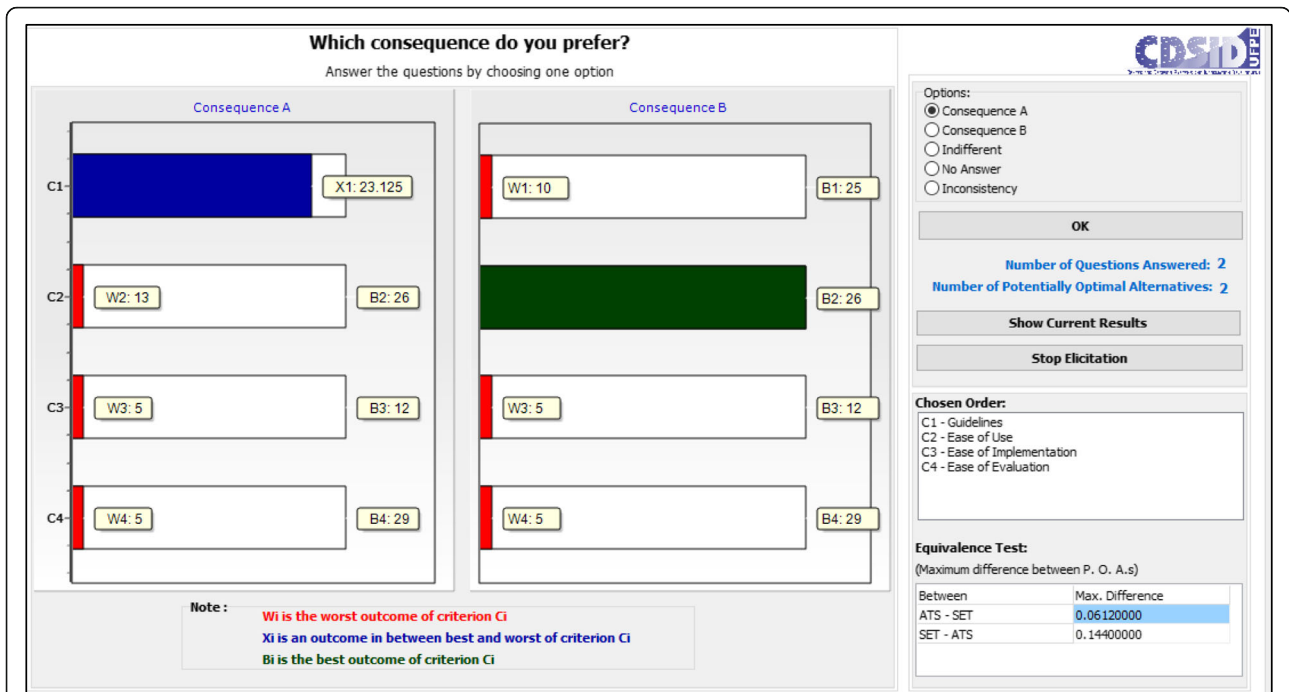 Which consequence do you prefer?
Answer the questions by choosing one option
Consequence A
C1
X1: 23.125
C2
W2: 13
B2: 26
C3
W3: 5
B3: 12
C4
W4: 5
B4: 29
Consequence B
W1: 10
B1: 25
B2: 26
W3: 5
B3: 12
W4: 5
B4: 29
Note :
Wi is the worst outcome of criterion Ci
Xi is an outcome in between best and worst of criterion Ci
Bi is the best outcome of criterion Ci
CDSID
UFPE
Options:
Consequence A
Consequence B
Indifferent
No Answer
Inconsistency
OK
Number of Questions Answered: 2
Number of Potentially Optimal Alternatives: 2
Show Current Results
Stop Elicitation
Chosen Order:
C1 - Guidelines
C2 - Ease of Use
C3 - Ease of Implementation
C4 - Ease of Evaluation
Equivalence Test:
(Maximum difference between P. O. A.s)
Between Max. Difference
ATS - SET 0.06120000
SET - ATS 0.14400000